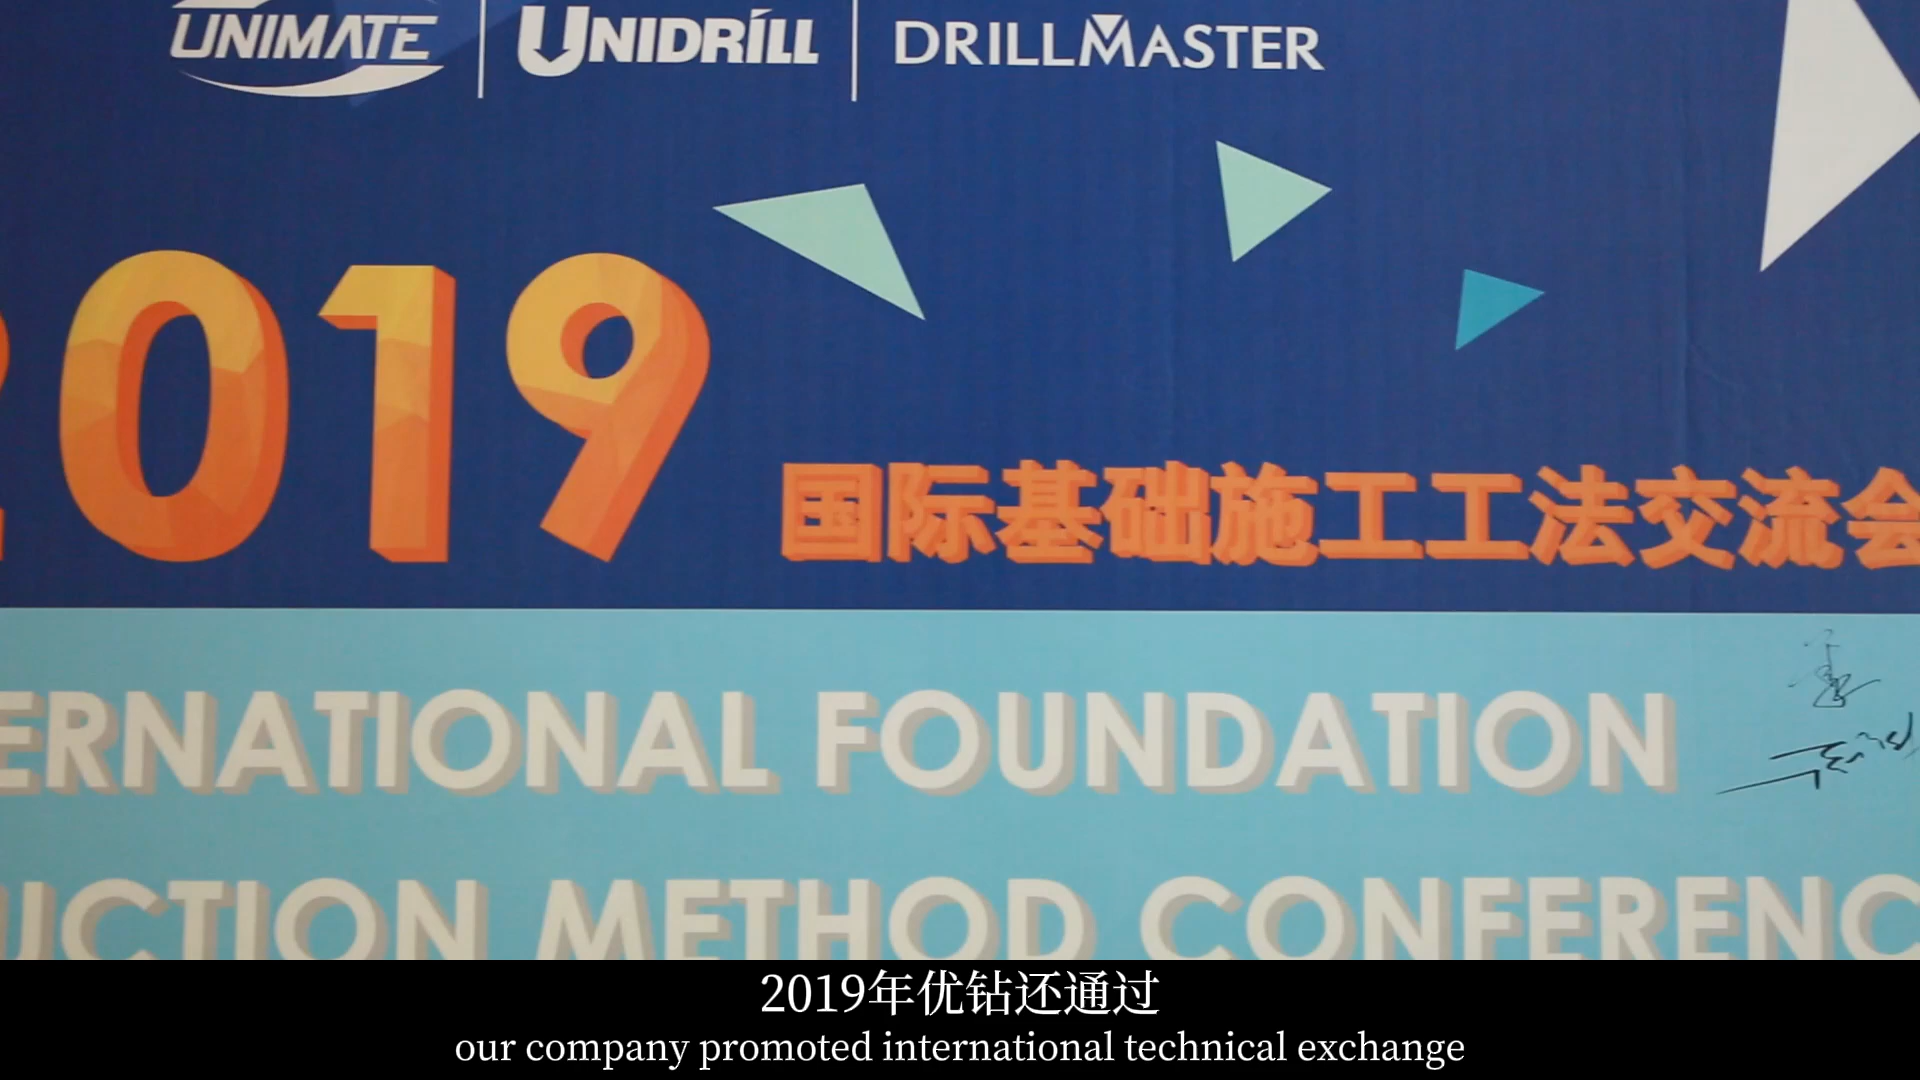 UNIMATE UNIDRILL DRILLMASTER
2019 国际基础施工工法交流会
ERNATIONAL FOUNDATION
UCTION METHOD CONFERENC
2019年优钻还通过
our company promoted international technical exchange